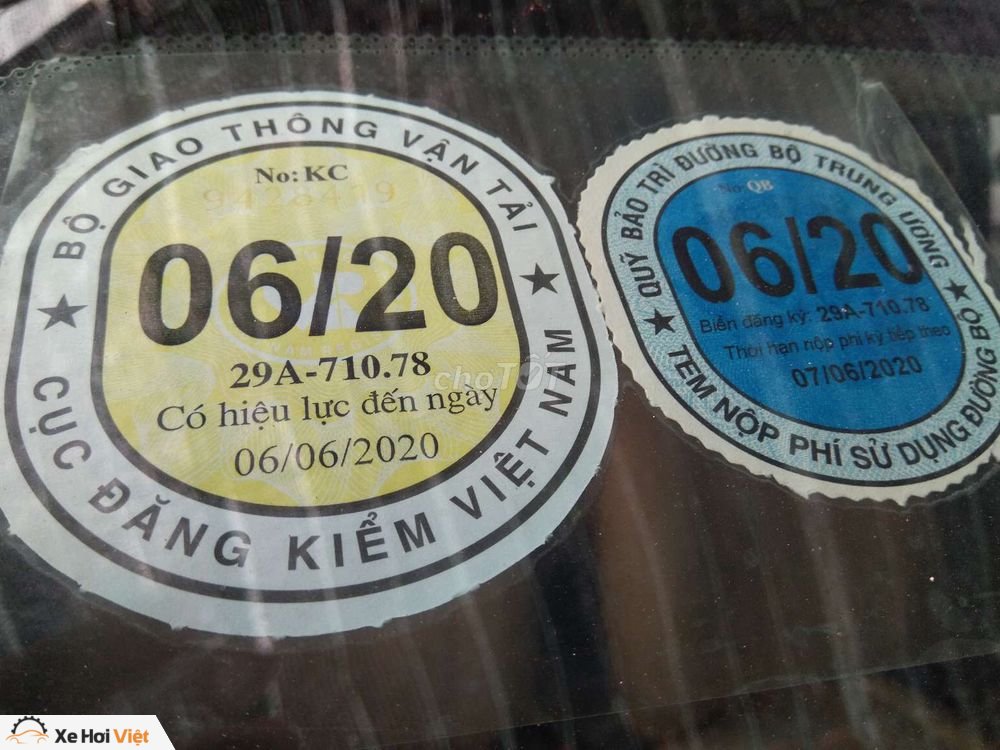 BỘ GIAO THÔNG VẬN TẢI
No: KC
9428419
06/20
29A-710.78
Có hiệu lực đến ngày
06/06/2020
CỤC ĐĂNG KIỂM VIỆT NAM
QUỸ BẢO TRÌ ĐƯỜNG BỘ TRUNG ƯƠNG
No: QB
06/20
Biển đăng ký: 29A-710.78
Thời hạn nộp phí kỳ tiếp theo
07/06/2020
TEM NỘP PHÍ SỬ DỤNG ĐƯỜNG BỘ
choTỐT
Xe Hơi Việt